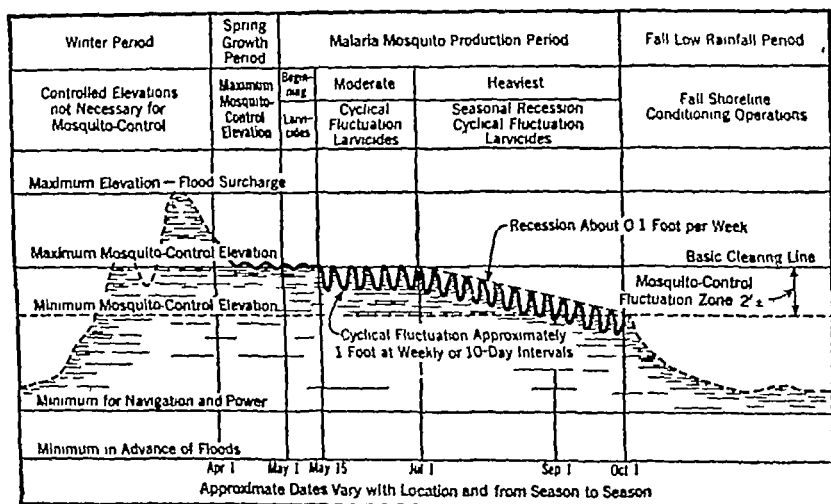 Winter Period
Spring
Growth
Period
Malaria Mosquito Production Period
Fall Low Rainfall Period
Controlled Elevations
not Necessary for
Mosquito-Control
Maximum
Mosquito-
Control
Elevation
Begin-
ning
Larvi-
cides
Moderate
Cyclical
Fluctuation
Larvicides
Heaviest
Seasonal Recession
Cyclical Fluctuation
Larvicides
Fall Shoreline
Conditioning Operations
Maximum Elevation — Flood Surcharge
Recession About 0.1 Foot per Week
Maximum Mosquito-Control Elevation
Basic Clearing Line
Mosquito-Control
Fluctuation Zone 2'±
Minimum Mosquito-Control Elevation
Cyclical Fluctuation Approximately
1 Foot at Weekly or 10-Day Intervals
Minimum for Navigation and Power
Minimum in Advance of Floods
Apr 1 May 1 May 15 Jul 1 Sep 1 Oct 1
Approximate Dates Vary with Location and from Season to Season